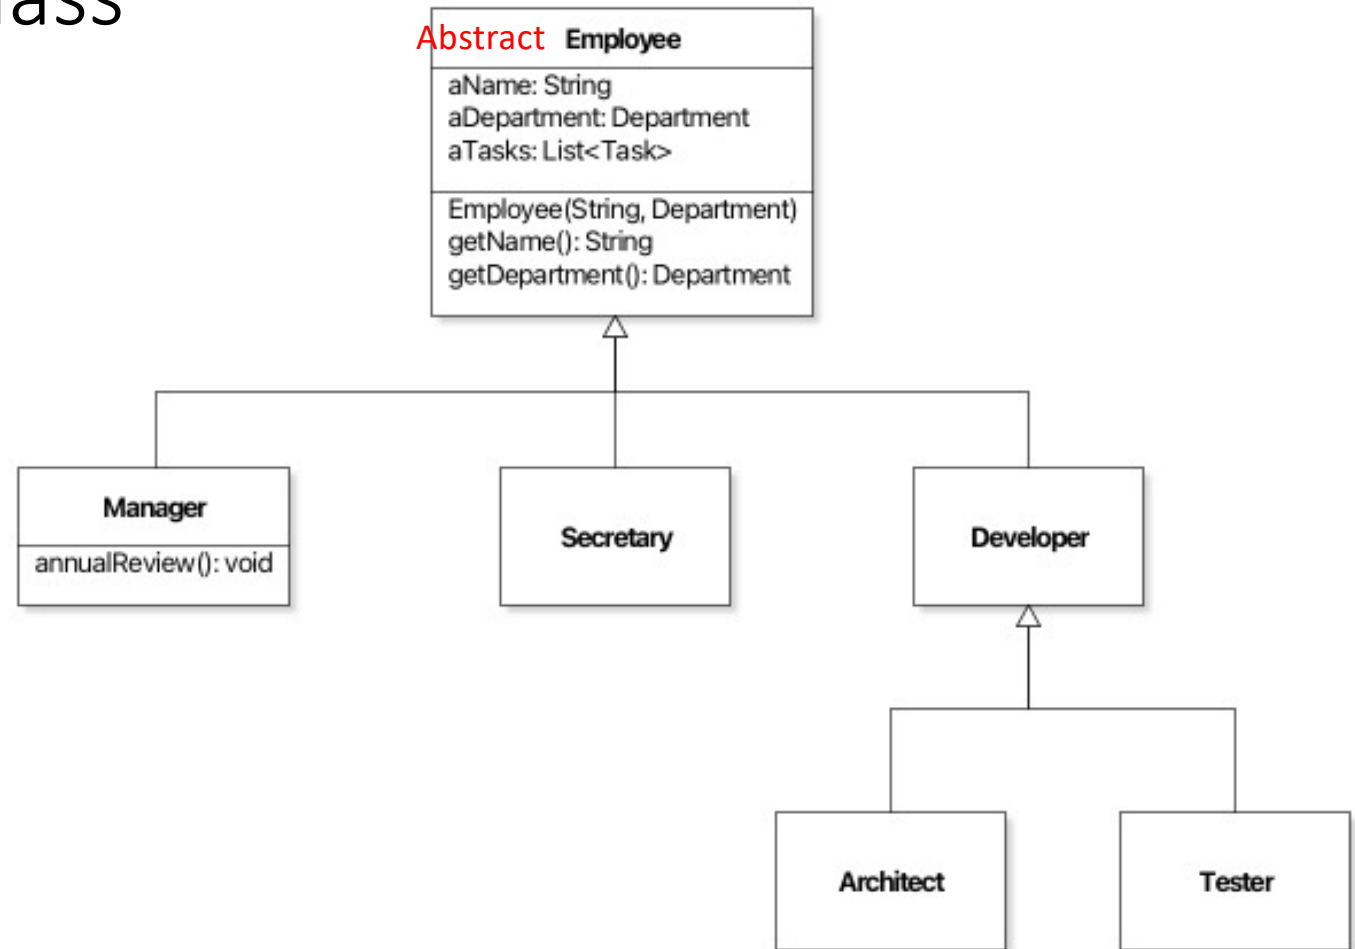 Abstract Employee
aName: String
aDepartment: Department
aTasks: List<Task>
Employee(String, Department)
getName(): String
getDepartment(): Department
Manager
annualReview(): void
Secretary
Developer
Architect
Tester